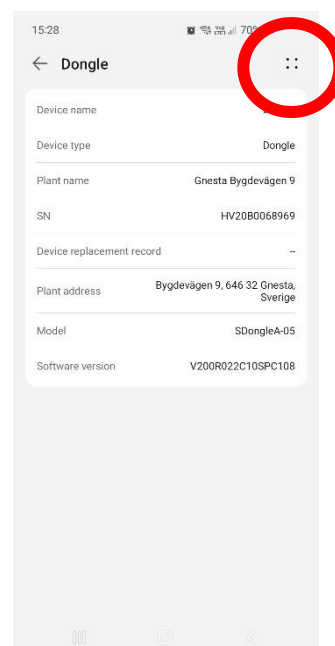 15:28 70
Dongle
Device name
Device type Dongle
Plant name Gnesta Bygdevägen 9
SN HV20B0068969
Device replacement record --
Plant address Bygdevägen 9, 646 32 Gnesta,
Sverige
Model SDongleA-05
Software version V200R022C10SPC108